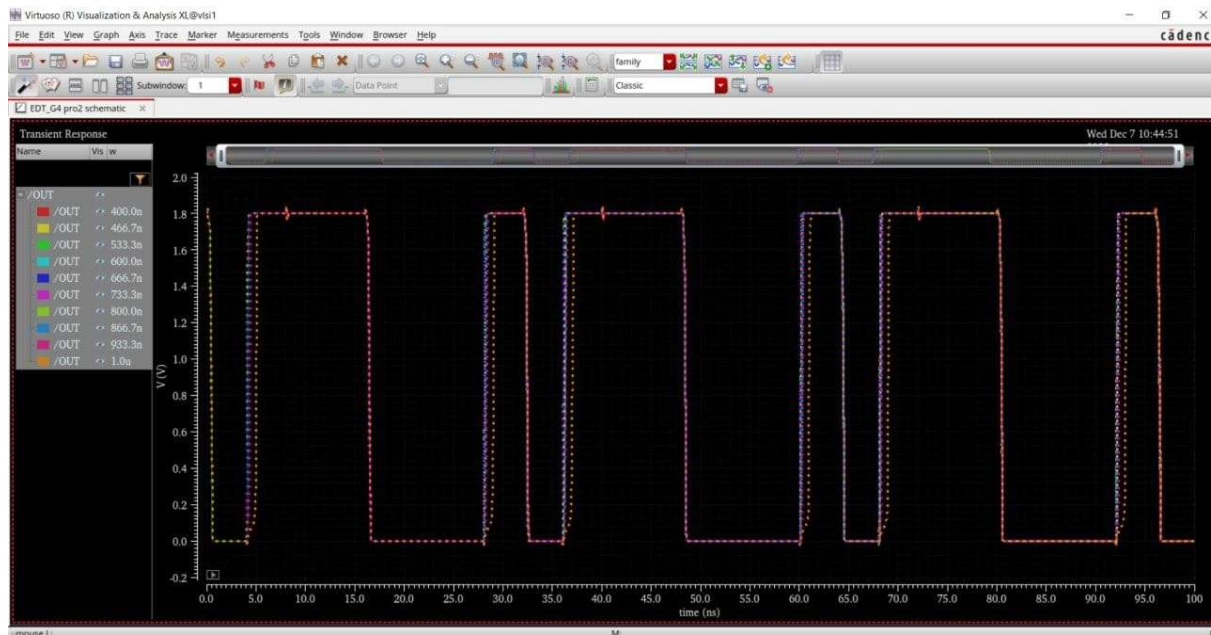 Virtuoso (R) Visualization & Analysis XL@vlsi1
File Edit View Graph Axis Trace Marker Measurements Tools Window Browser Help
cādenc
family
Subwindow: 1
Data Point
Classic
EDT_G4 pro2 schematic
Transient Response
Wed Dec 7 10:44:51
Name Vis w
/OUT
/OUT 400.0n
/OUT 466.7n
/OUT 533.3n
/OUT 600.0n
/OUT 666.7n
/OUT 733.3n
/OUT 800.0n
/OUT 866.7n
/OUT 933.3n
/OUT 1.0u
2.0
1.8
1.6
1.4
1.2
1.0
0.8
0.6
0.4
0.2
0.0
-0.2
V (V)
0.0 5.0 10.0 15.0 20.0 25.0 30.0 35.0 40.0 45.0 50.0 55.0 60.0 65.0 70.0 75.0 80.0 85.0 90.0 95.0 100
time (ns)
mouse L:
M: